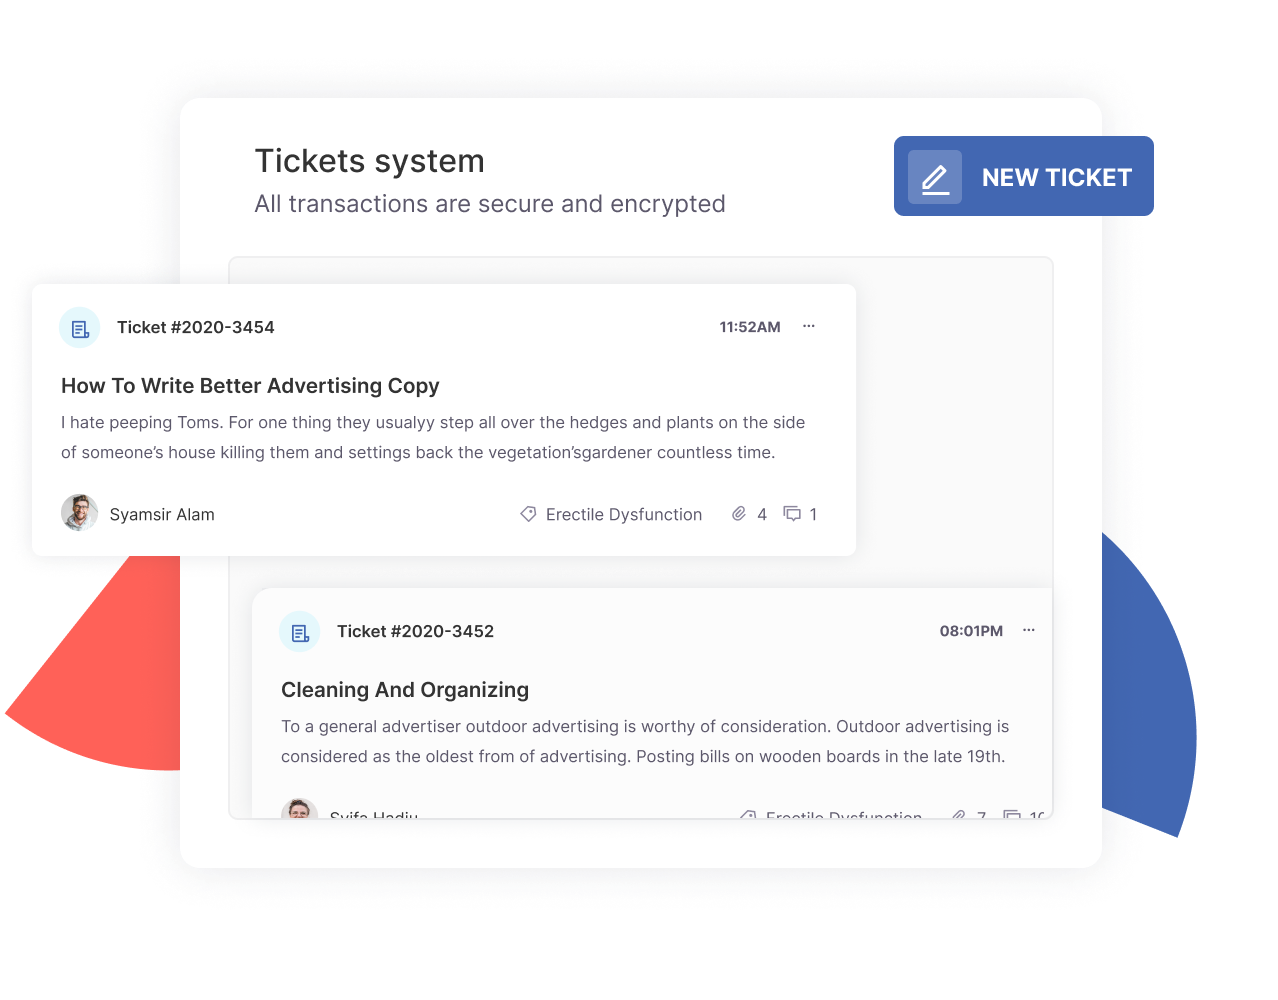 Tickets system
All transactions are secure and encrypted
NEW TICKET
Ticket #2020-3454
11:52AM
How To Write Better Advertising Copy
I hate peeping Toms. For one thing they usualyy step all over the hedges and plants on the side
of someone’s house killing them and settings back the vegetation’sgardener countless time.
Syamsir Alam
Erectile Dysfunction
4
1
Ticket #2020-3452
08:01PM
Cleaning And Organizing
To a general advertiser outdoor advertising is worthy of consideration. Outdoor advertising is
considered as the oldest from of advertising. Posting bills on wooden boards in the late 19th.
Erectile Dysfunction
7